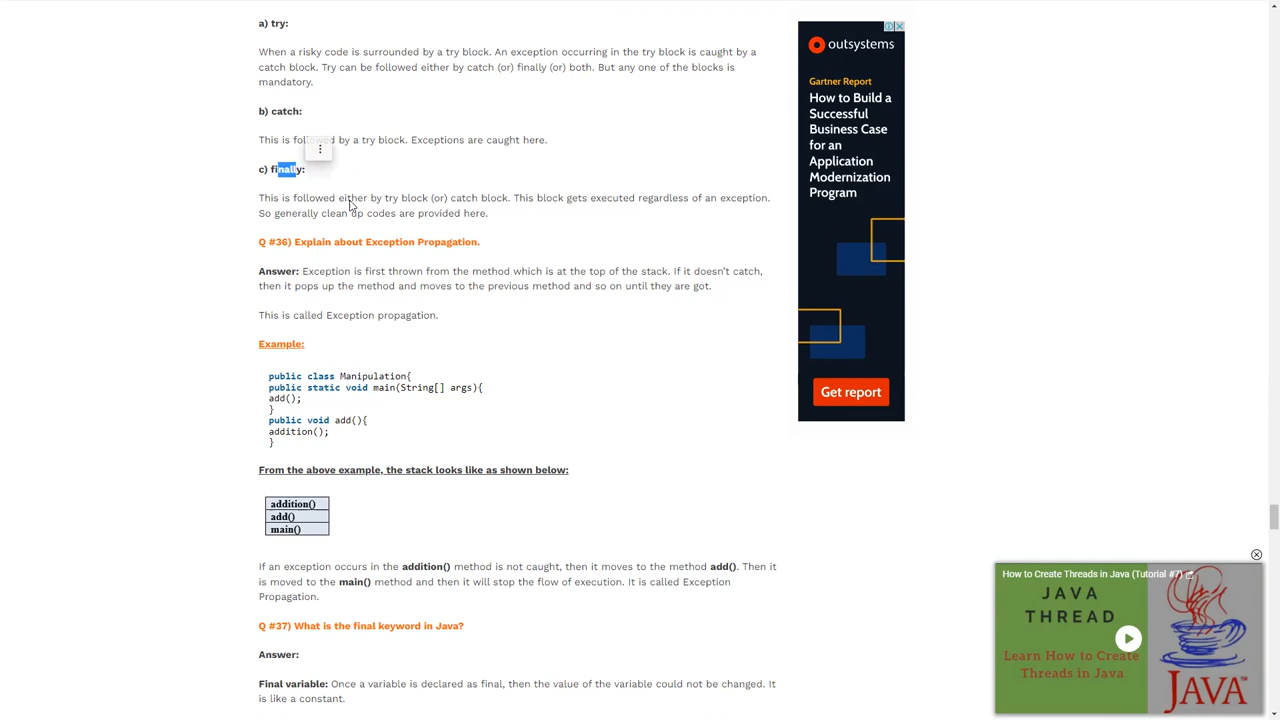 a) try:
When a risky code is surrounded by a try block. An exception occurring in the try block is caught by a
catch block. Try can be followed either by catch (or) finally (or) both. But any one of the blocks is
mandatory.
b) catch:
This is followed by a try block. Exceptions are caught here.
c) finally:
This is followed either by try block (or) catch block. This block gets executed regardless of an exception.
So generally clean up codes are provided here.
Q #36) Explain about Exception Propagation.
Answer: Exception is first thrown from the method which is at the top of the stack. If it doesn't catch,
then it pops up the method and moves to the previous method and so on until they are got.
This is called Exception propagation.
Example:
public class Manipulation{
public static void main(String[] args){
add();
}
public void add(){
addition();
}
From the above example, the stack looks like as shown below:
addition()
add()
main()
If an exception occurs in the addition() method is not caught, then it moves to the method add(). Then it
is moved to the main() method and then it will stop the flow of execution. It is called Exception
Propagation.
Q #37) What is the final keyword in Java?
Answer:
Final variable: Once a variable is declared as final, then the value of the variable could not be changed. It
is like a constant.
outsystems
Gartner Report
How to Build a
Successful
Business Case
for an
Application
Modernization
Program
Get report
How to Create Threads in Java (Tutorial #7)
JAVA
THREAD
Learn How to Create
Threads in Java
JAVA